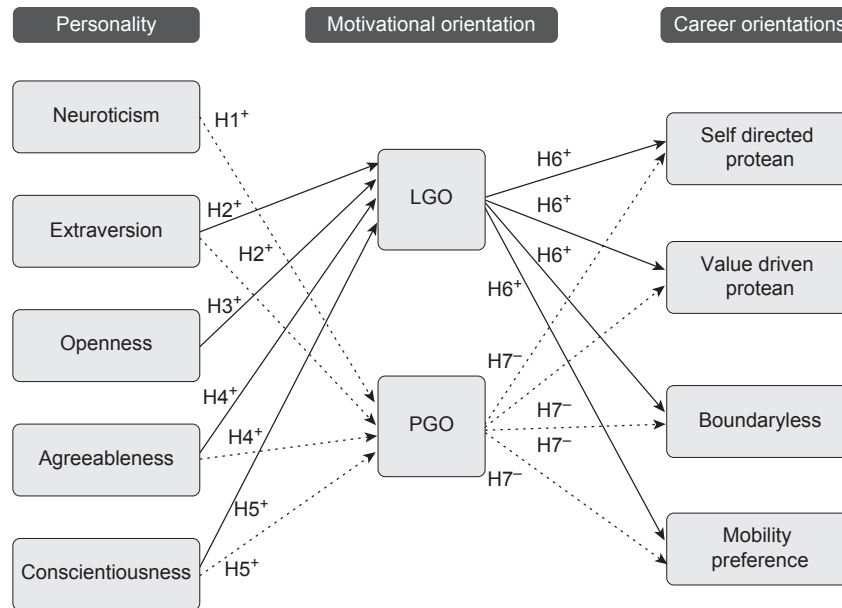 Personality
Motivational orientation
Career orientations
Neuroticism
Extraversion
Openness
Agreeableness
Conscientiousness
H1+
H2+
H2+
H3+
H4+
H4+
H5+
H5+
LGO
PGO
H6+
H6+
H6+
H6+
H7–
H7–
H7–
H7–
Self directed
protean
Value driven
protean
Boundaryless
Mobility
preference